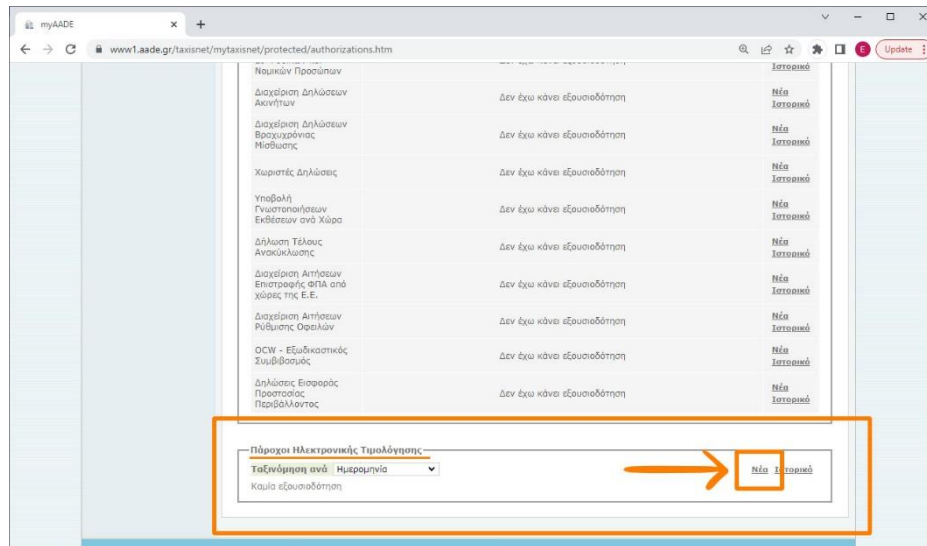 myAADE
www1.aade.gr/taxisnet/mytaxisnet/protected/authorizations.htm
E
Update
Νομικών Προσώπων
Ιστορικό
Διαχείριση Δηλώσεων
Ακινήτων
Δεν έχω κάνει εξουσιοδότηση
Νέα
Ιστορικό
Διαχείριση Δηλώσεων
Βραχυχρόνιας
Μίσθωσης
Δεν έχω κάνει εξουσιοδότηση
Νέα
Ιστορικό
Χωριστές Δηλώσεις
Δεν έχω κάνει εξουσιοδότηση
Νέα
Ιστορικό
Υποβολή
Γνωστοποιήσεων
Εκθέσεων ανά Χώρα
Δεν έχω κάνει εξουσιοδότηση
Νέα
Ιστορικό
Δήλωση Τέλους
Ανακύκλωσης
Δεν έχω κάνει εξουσιοδότηση
Νέα
Ιστορικό
Διαχείριση Αιτήσεων
Επιστροφής ΦΠΑ από
χώρες της Ε.Ε.
Δεν έχω κάνει εξουσιοδότηση
Νέα
Ιστορικό
Διαχείριση Αιτήσεων
Ρύθμισης Οφειλών
Δεν έχω κάνει εξουσιοδότηση
Νέα
Ιστορικό
OCW - Εξωδικαστικός
Συμβιβασμός
Δεν έχω κάνει εξουσιοδότηση
Νέα
Ιστορικό
Δηλώσεις Εισφοράς
Προστασίας
Περιβάλλοντος
Δεν έχω κάνει εξουσιοδότηση
Νέα
Ιστορικό
Πάροχοι Ηλεκτρονικής Τιμολόγησης
Ταξινόμηση ανά Ημερομηνία
Νέα Ιστορικό
Καμία εξουσιοδότηση